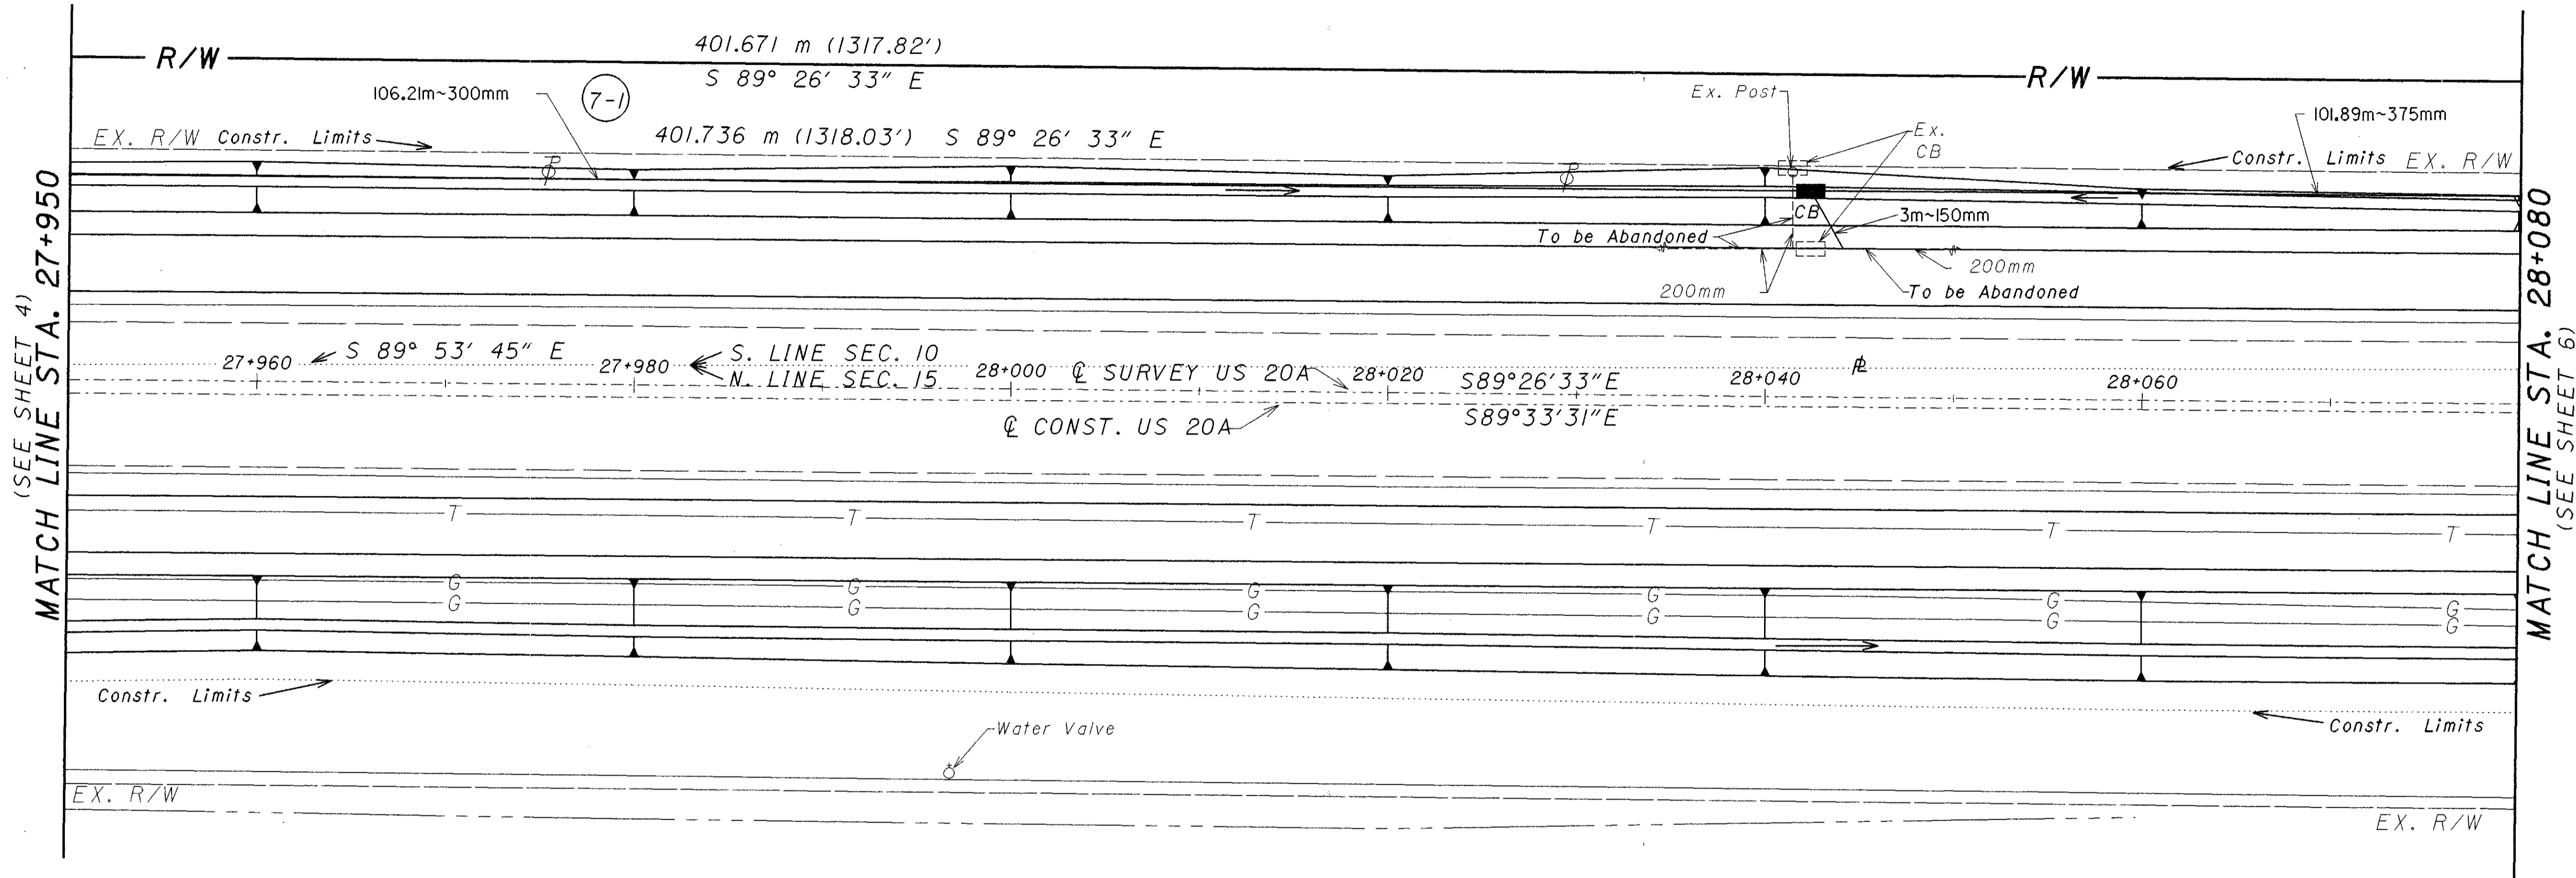 401.671 m (1317.82')
R/W
R/W
S 89° 26' 33" E
106.21m~300mm
7-1
Ex. Post
101.89m~375mm
EX. R/W Constr. Limits
401.736 m (1318.03') S 89° 26' 33" E
Ex.
CB
Constr. Limits EX. R/W
P
P
CB
3m~150mm
To be Abandoned
200mm
200mm
To be Abandoned
(SEE SHEET 4)
MATCH LINE STA. 27+950
MATCH LINE STA. 28+080
(SEE SHEET 6)
S 89° 53' 45" E
S. LINE SEC. 10
N. LINE SEC. 15
27+960
27+980
28+000
℄ SURVEY US 20A
28+020
S89°26'33"E
28+040
PL
28+060
℄ CONST. US 20A
S89°33'31"E
T T T T T T
G G G G G G
G G G G G G
Constr. Limits
Constr. Limits
Water Valve
EX. R/W
EX. R/W